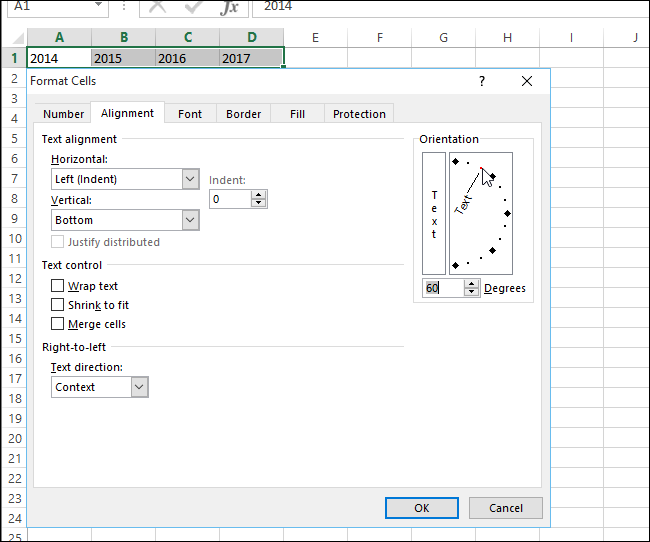 A1 fx 2014
A B C D E F G H I J
1 2014 2015 2016 2017
2 Format Cells ? ×
3
4 Number Alignment Font Border Fill Protection
5 Text alignment Orientation
6 Horizontal:
7 Left (Indent) Indent:
8 Vertical: 0 Text Text
9 Bottom
10 Justify distributed
11 Text control
12 Wrap text 60 Degrees
13 Shrink to fit
14 Merge cells
15 Right-to-left
16 Text direction:
17 Context
18
19
20
21
22
23 OK Cancel
24
25